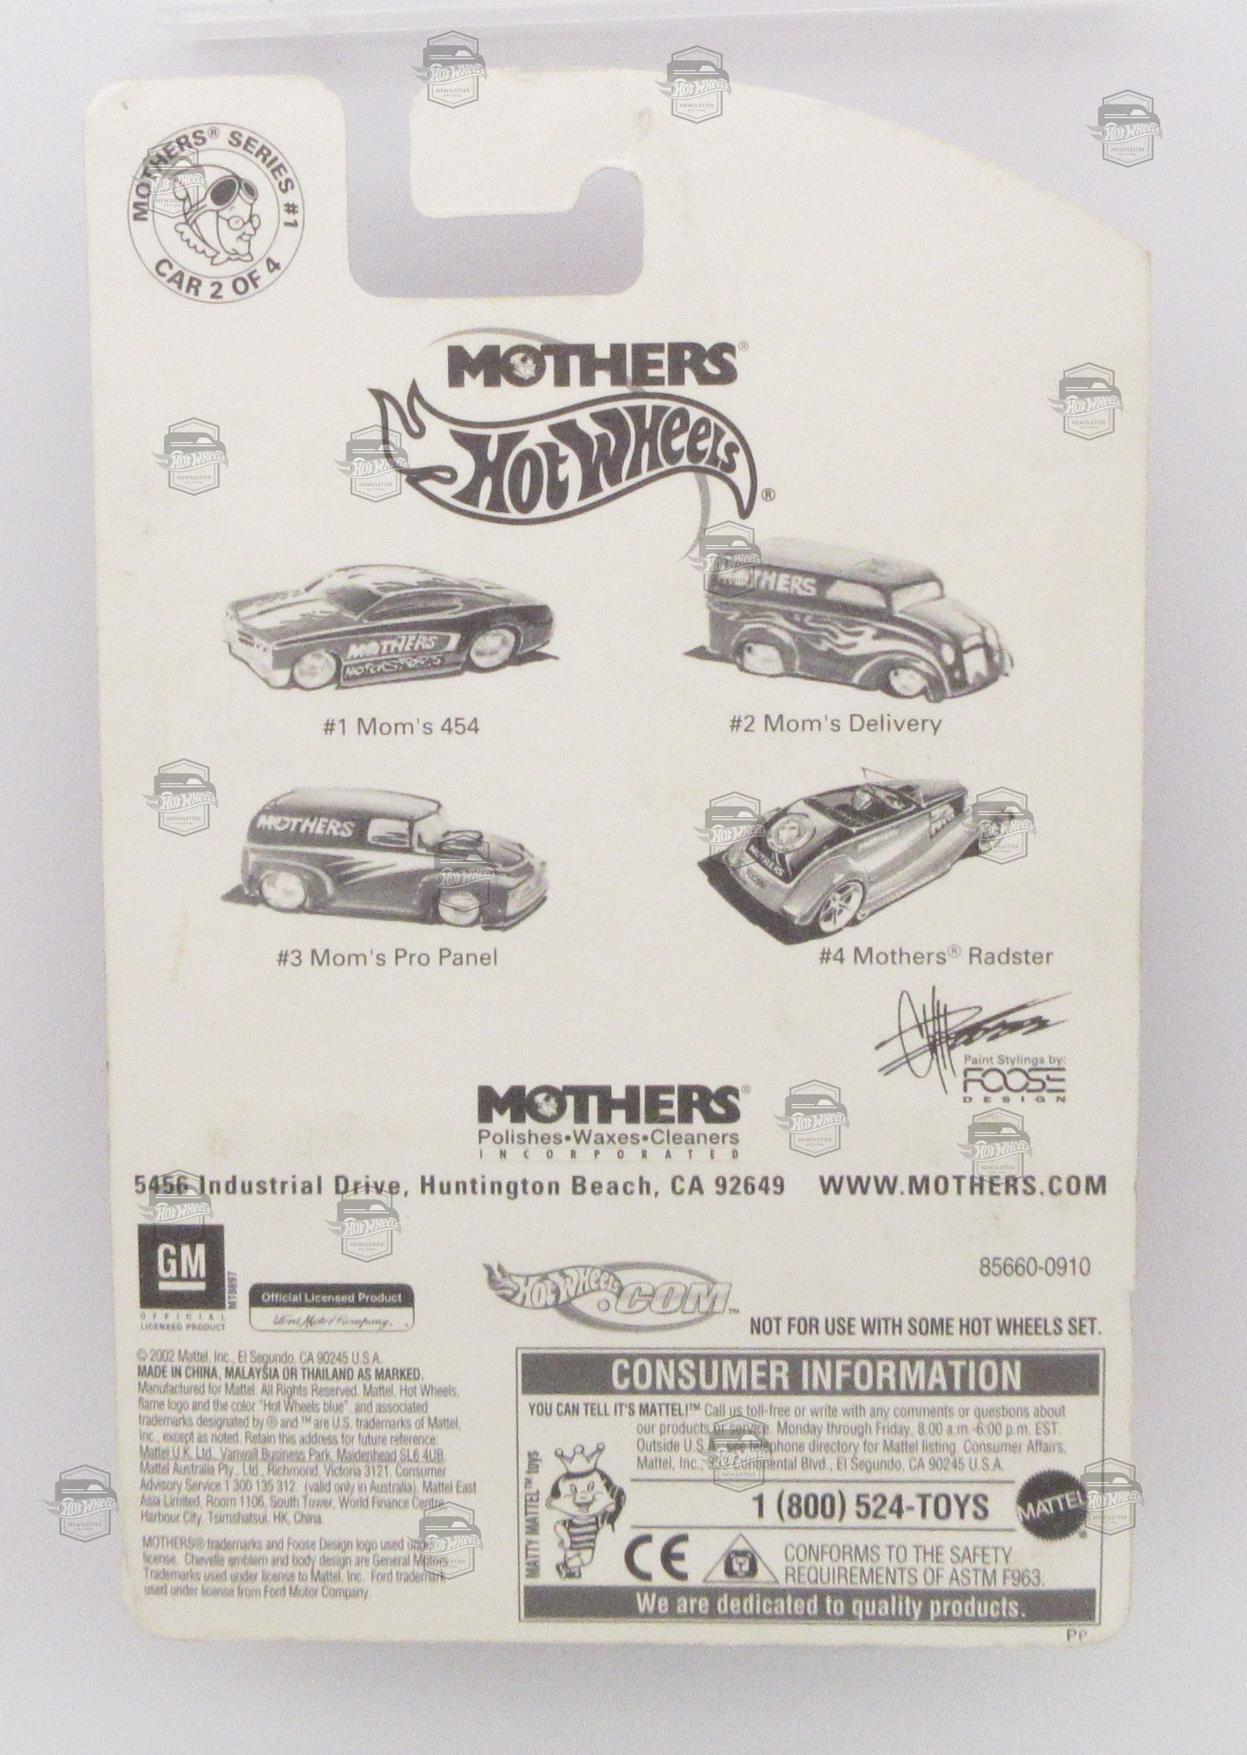 MOTHERS® SERIES #1
CAR 2 OF 4
MOTHERS®
Hot Wheels®
MOTHERS
MOTORSPORTS
MOTHERS
#1 Mom's 454
#2 Mom's Delivery
MOTHERS
MOTHERS
#3 Mom's Pro Panel
#4 Mothers® Radster
Paint Stylings by:
FOOSE
DESIGN
MOTHERS®
Polishes•Waxes•Cleaners
INCORPORATED
5456 Industrial Drive, Huntington Beach, CA 92649 WWW.MOTHERS.COM
GM
OFFICIAL
LICENSED PRODUCT
MT0897
Official Licensed Product
Ford Motor Company.
Hot Wheels.COM™
85660-0910
NOT FOR USE WITH SOME HOT WHEELS SET.
© 2002 Mattel, Inc., El Segundo, CA 90245 U.S.A.
MADE IN CHINA, MALAYSIA OR THAILAND AS MARKED.
Manufactured for Mattel. All Rights Reserved. Mattel, Hot Wheels,
flame logo and the color "Hot Wheels blue", and associated
trademarks designated by ® and ™ are U.S. trademarks of Mattel,
Inc., except as noted. Retain this address for future reference:
Mattel U.K. Ltd., Vanwall Business Park, Maidenhead SL6 4UB.
Mattel Australia Pty., Ltd., Richmond, Victoria 3121. Consumer
Advisory Service 1 300 135 312. (valid only in Australia). Mattel East
Asia Limited, Room 1106, South Tower, World Finance Centre,
Harbour City, Tsimshatsui, HK, China.
MOTHERS® trademarks and Foose Design logo used under
license. Chevelle emblem and body design are General Motors
Trademarks used under license to Mattel, Inc. Ford trademark
used under license from Ford Motor Company.
CONSUMER INFORMATION
YOU CAN TELL IT'S MATTEL!™ Call us toll-free or write with any comments or questions about
our products or service. Monday through Friday, 8:00 a.m.-6:00 p.m. EST.
Outside U.S.A., see telephone directory for Mattel listing. Consumer Affairs,
Mattel, Inc., Continental Blvd., El Segundo, CA 90245 U.S.A.
MATTY MATTEL™ toys
1 (800) 524-TOYS
MATTEL
CE
CONFORMS TO THE SAFETY
REQUIREMENTS OF ASTM F963.
We are dedicated to quality products.
PP
Hot Wheels
NEWSLETTER